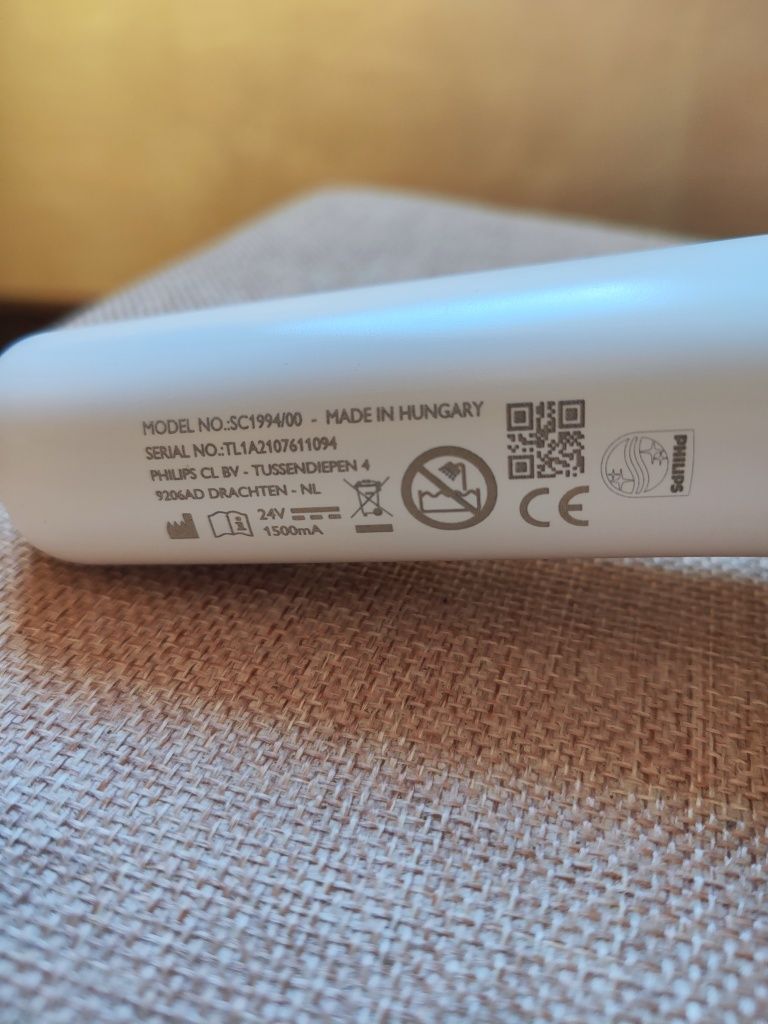 MODEL NO.:SC1994/00 - MADE IN HUNGARY
SERIAL NO.:TL1A2107611094
PHILIPS CL BV - TUSSENDIEPEN 4
9206AD DRACHTEN - NL
24V
1500mA
CE
PHILIPS